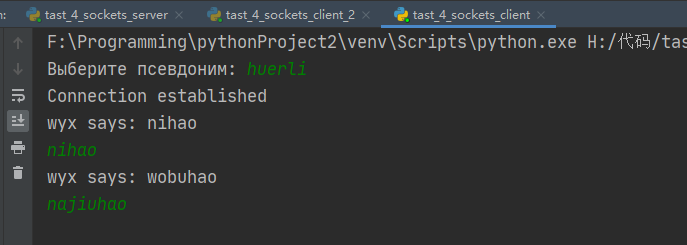 n: tast_4_sockets_server × tast_4_sockets_client_2 × tast_4_sockets_client ×
F:\Programming\pythonProject2\venv\Scripts\python.exe H:/代码/tas
Выберите псевдоним: huerli
Connection established
wyx says: nihao
nihao
wyx says: wobuhao
najiuhao